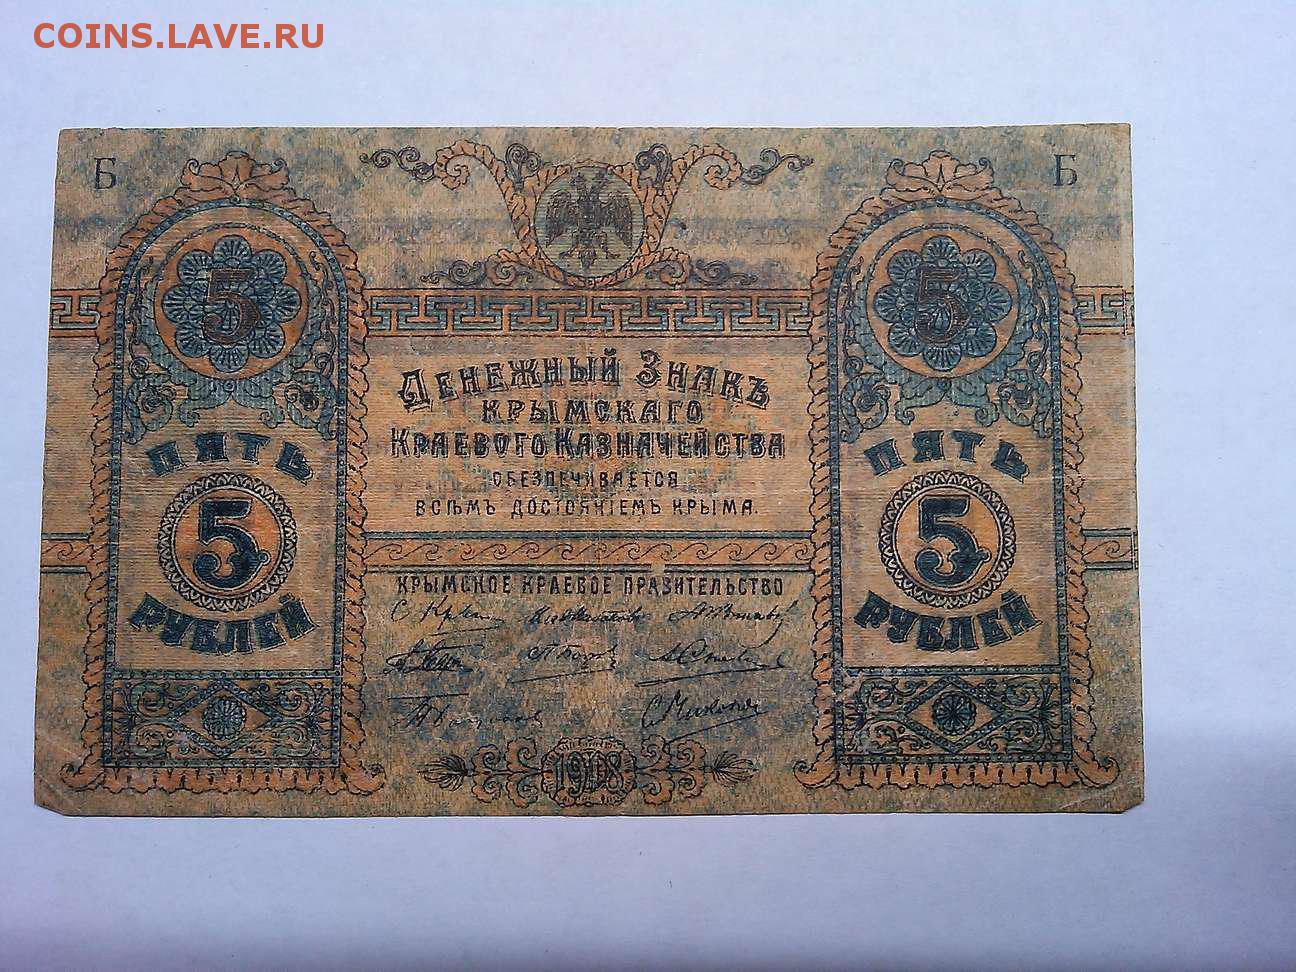 COINS.LAVE.RU
Б Б
5 5
Денежный Знакъ
Крымскаго
Краевого Казначейства
обезпечивается
всѣмъ достояніемъ Крыма.
ПЯТЬ ПЯТЬ
5 5
РУБЛЕЙ РУБЛЕЙ
Крымское Краевое Правительство
1918